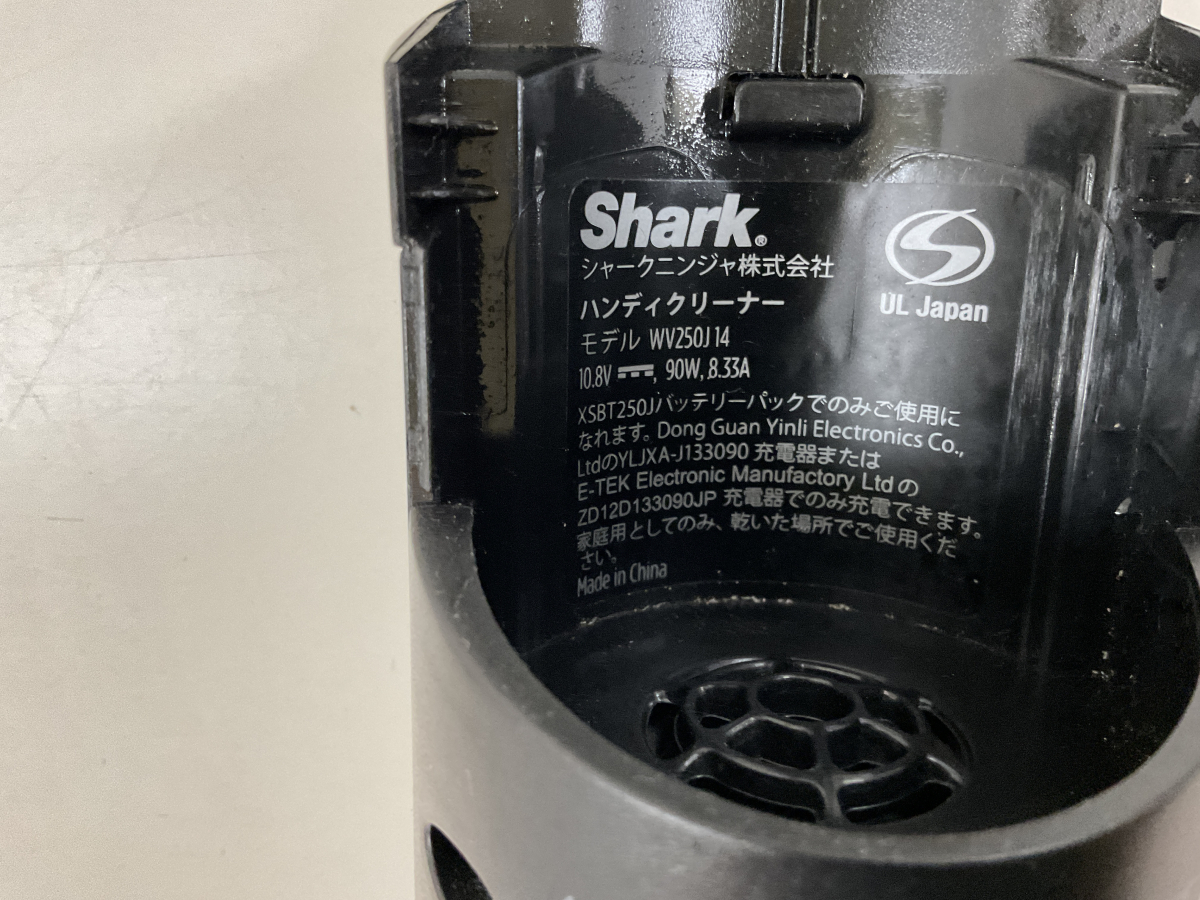 Shark®
シャークニンジャ株式会社
UL Japan
ハンディクリーナー
モデル WV250J 14
10.8V ⎓, 90W, 8.33A
XSBT250Jバッテリーパックでのみご使用に
なれます。Dong Guan Yinli Electronics Co.,
LtdのYLJXA-J133090 充電器または
E-TEK Electronic Manufactory Ltd の
ZD12D133090JP 充電器でのみ充電できます。
家庭用としてのみ、乾いた場所でご使用くだ
さい。
Made in China